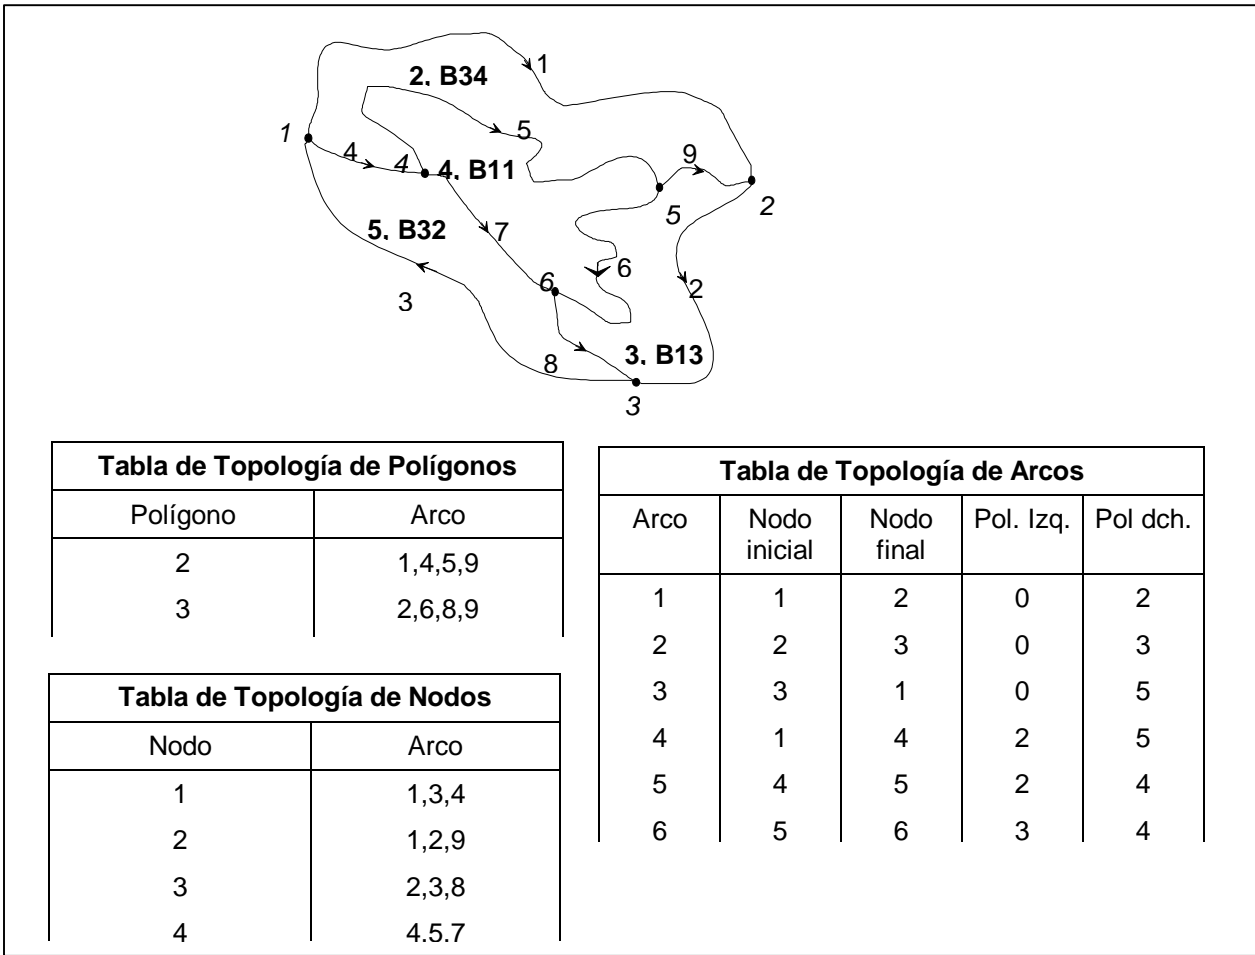 1
2. B34
5
1
4
4
4. B11
9
5
2
5. B32
7
6
6
3
2
8
3. B13
3
Tabla de Topología de Polígonos
Polígono Arco
2 1,4,5,9
3 2,6,8,9
Tabla de Topología de Nodos
Nodo Arco
1 1,3,4
2 1,2,9
3 2,3,8
4 4.5.7
Tabla de Topología de Arcos
Arco Nodo inicial Nodo final Pol. Izq. Pol dch.
1 1 2 0 2
2 2 3 0 3
3 3 1 0 5
4 1 4 2 5
5 4 5 2 4
6 5 6 3 4